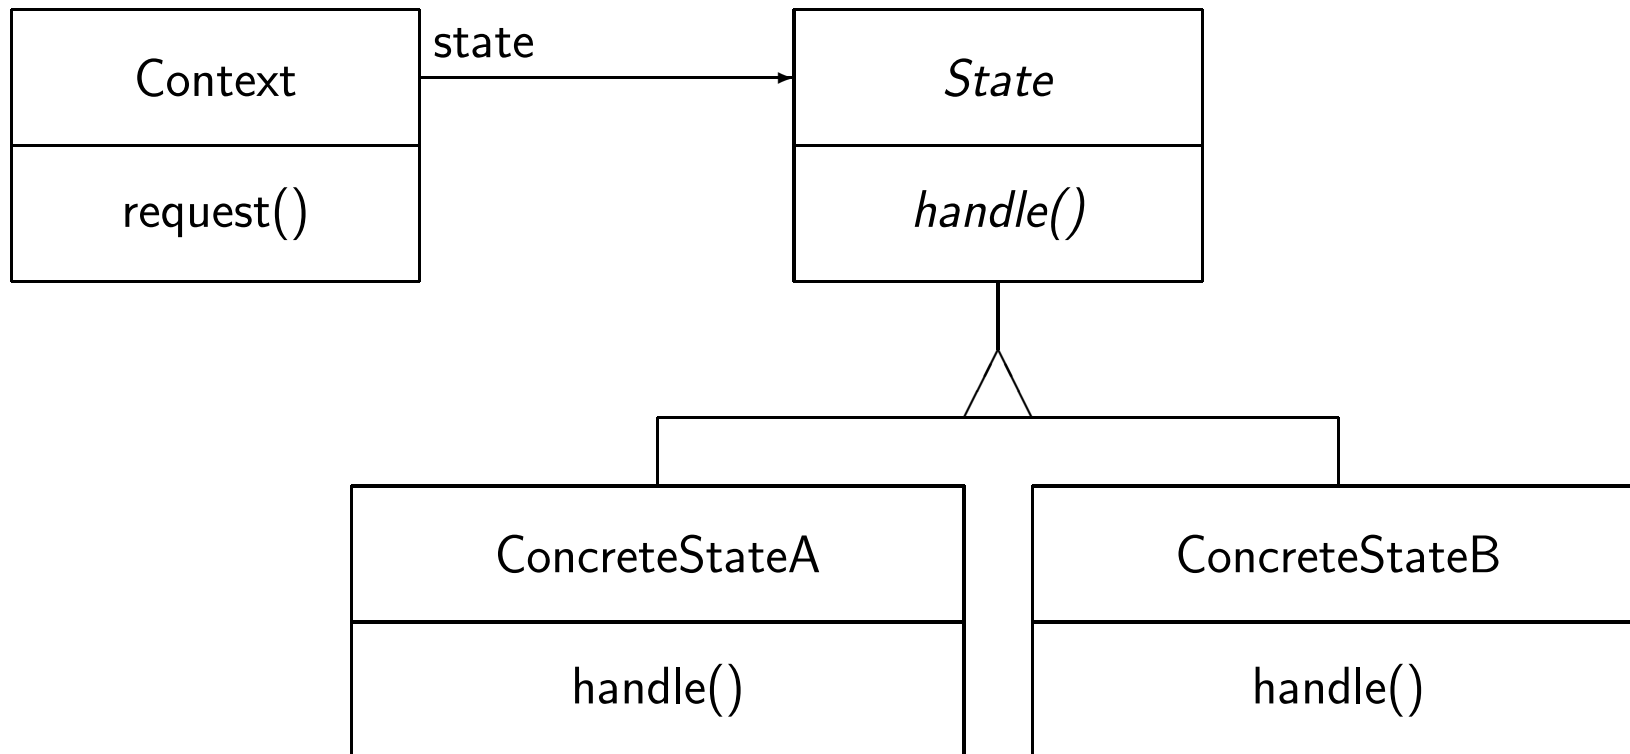 Context
state
State
request()
handle()
ConcreteStateA
ConcreteStateB
handle()
handle()